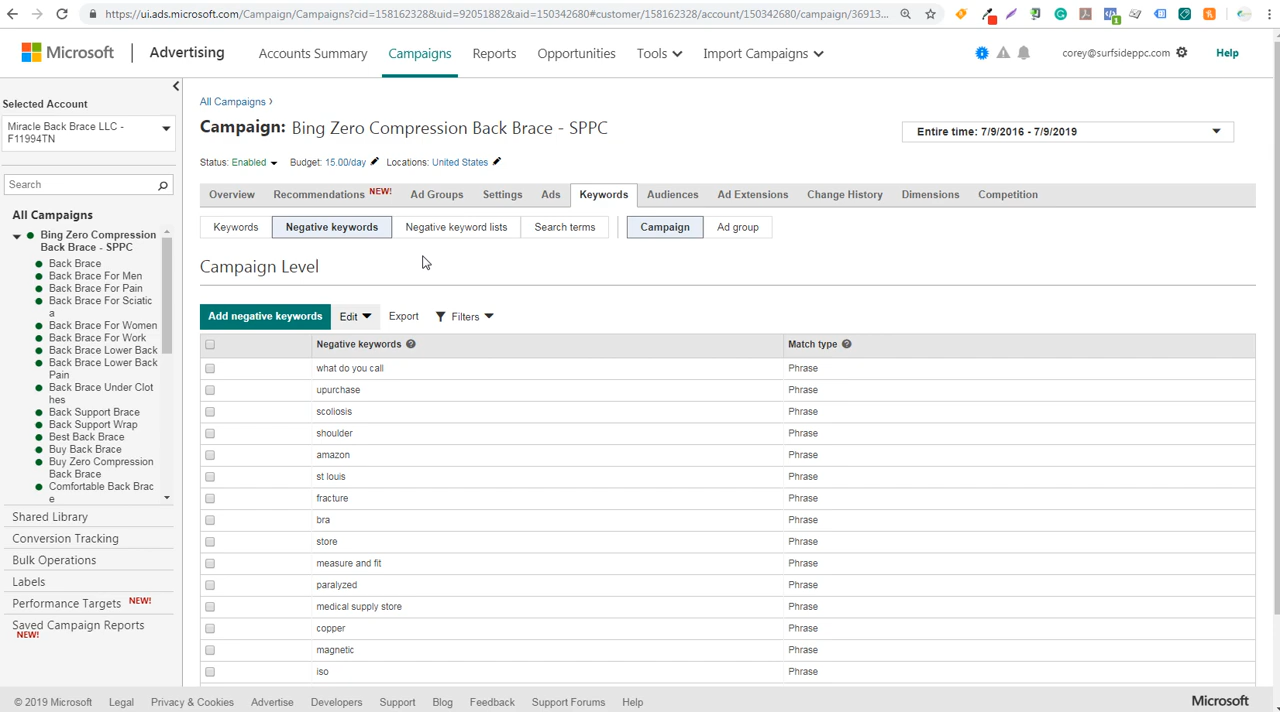 https://ui.ads.microsoft.com/Campaign/Campaigns?cid=158162328&uid=92051882&aid=150342680#customer/158162328/account/150342680/campaign/36913...
Microsoft | Advertising Accounts Summary Campaigns Reports Opportunities Tools Import Campaigns corey@surfsideppc.com Help
Selected Account
Miracle Back Brace LLC -
F11994TN
Search
All Campaigns
Bing Zero Compression
Back Brace - SPPC
Back Brace
Back Brace For Men
Back Brace For Pain
Back Brace For Sciatic
a
Back Brace For Women
Back Brace For Work
Back Brace Lower Back
Back Brace Lower Back
Pain
Back Brace Under Clot
hes
Back Support Brace
Back Support Wrap
Best Back Brace
Buy Back Brace
Buy Zero Compression
Back Brace
Comfortable Back Brac
e
Shared Library
Conversion Tracking
Bulk Operations
Labels
Performance Targets NEW!
Saved Campaign Reports
NEW!
All Campaigns ›
Campaign: Bing Zero Compression Back Brace - SPPC
Entire time: 7/9/2016 - 7/9/2019
Status: Enabled Budget: 15.00/day Locations: United States
Overview Recommendations NEW! Ad Groups Settings Ads Keywords Audiences Ad Extensions Change History Dimensions Competition
Keywords Negative keywords Negative keyword lists Search terms Campaign Ad group
Campaign Level
Add negative keywords Edit Export Filters
Negative keywords Match type
what do you call Phrase
upurchase Phrase
scoliosis Phrase
shoulder Phrase
amazon Phrase
st louis Phrase
fracture Phrase
bra Phrase
store Phrase
measure and fit Phrase
paralyzed Phrase
medical supply store Phrase
copper Phrase
magnetic Phrase
iso Phrase
© 2019 Microsoft Legal Privacy & Cookies Advertise Developers Support Blog Feedback Support Forums Help Microsoft